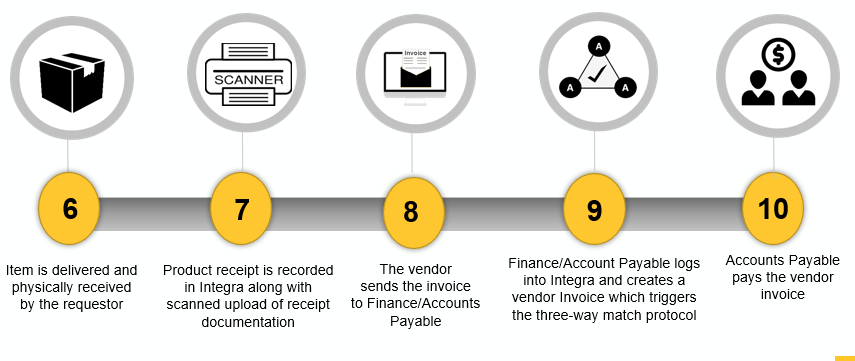 Invoice
SCANNER
A
A
A
$
6
7
8
9
10
Item is delivered and
physically received
by the requestor
Product receipt is recorded
in Integra along with
scanned upload of receipt
documentation
The vendor
sends the invoice
to Finance/Accounts
Payable
Finance/Account Payable logs
into Integra and creates a
vendor Invoice which triggers
the three-way match protocol
Accounts Payable
pays the vendor
invoice